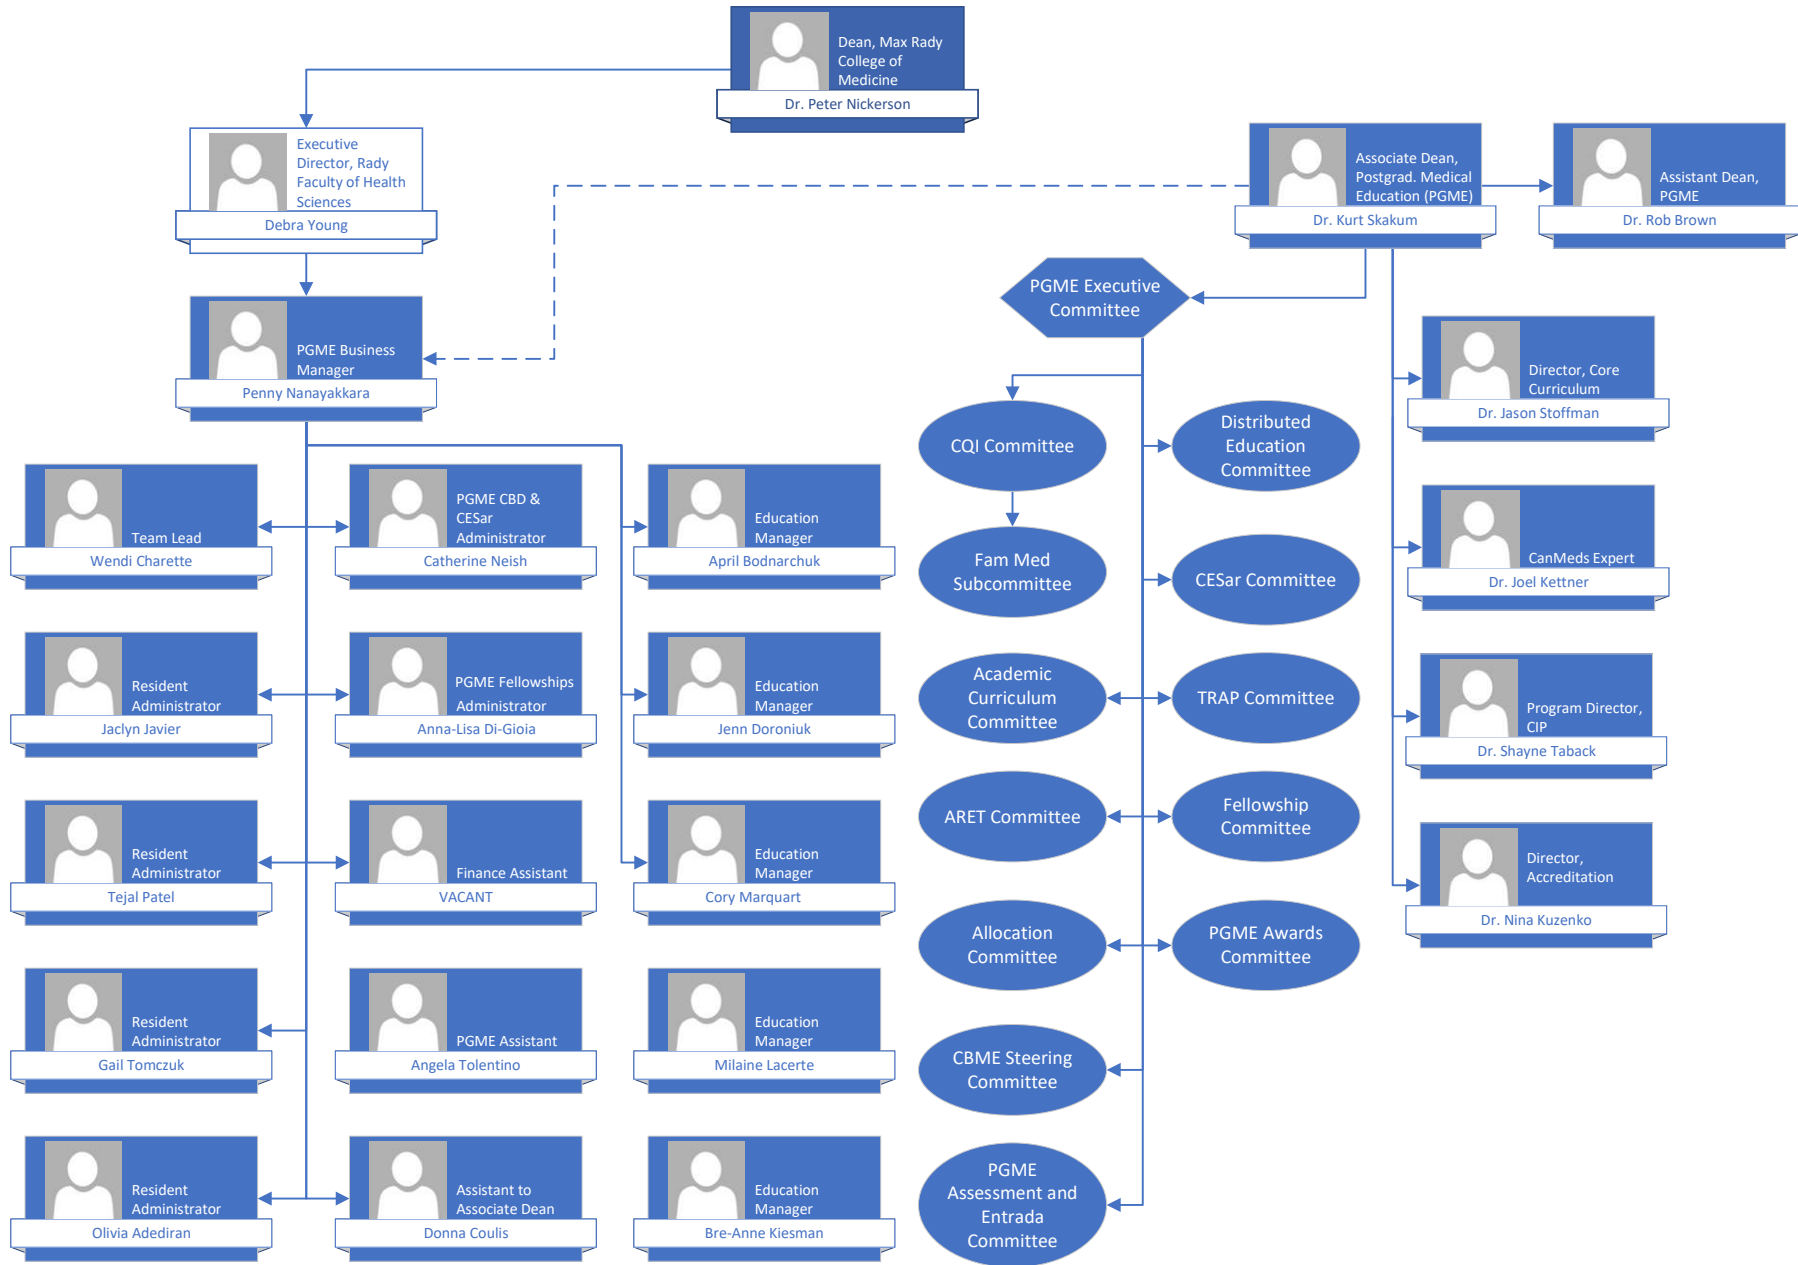 Dean, Max Rady
College of
Medicine
Dr. Peter Nickerson
Executive
Director, Rady
Faculty of Health
Sciences
Debra Young
Associate Dean,
Postgrad. Medical
Education (PGME)
Dr. Kurt Skakum
Assistant Dean,
PGME
Dr. Rob Brown
PGME Business
Manager
Penny Nanayakkara
PGME Executive
Committee
Director, Core
Curriculum
Dr. Jason Stoffman
CanMeds Expert
Dr. Joel Kettner
Program Director,
CIP
Dr. Shayne Taback
Director,
Accreditation
Dr. Nina Kuzenko
Team Lead
Wendi Charette
PGME CBD &
CESar
Administrator
Catherine Neish
Education
Manager
April Bodnarchuk
Resident
Administrator
Jaclyn Javier
PGME Fellowships
Administrator
Anna-Lisa Di-Gioia
Education
Manager
Jenn Doroniuk
Resident
Administrator
Tejal Patel
Finance Assistant
VACANT
Education
Manager
Cory Marquart
Resident
Administrator
Gail Tomczuk
PGME Assistant
Angela Tolentino
Education
Manager
Milaine Lacerte
Resident
Administrator
Olivia Adediran
Assistant to
Associate Dean
Donna Coulis
Education
Manager
Bre-Anne Kiesman
CQI Committee
Distributed
Education
Committee
Fam Med
Subcommittee
CESar Committee
Academic
Curriculum
Committee
TRAP Committee
ARET Committee
Fellowship
Committee
Allocation
Committee
PGME Awards
Committee
CBME Steering
Committee
PGME
Assessment and
Entrada
Committee